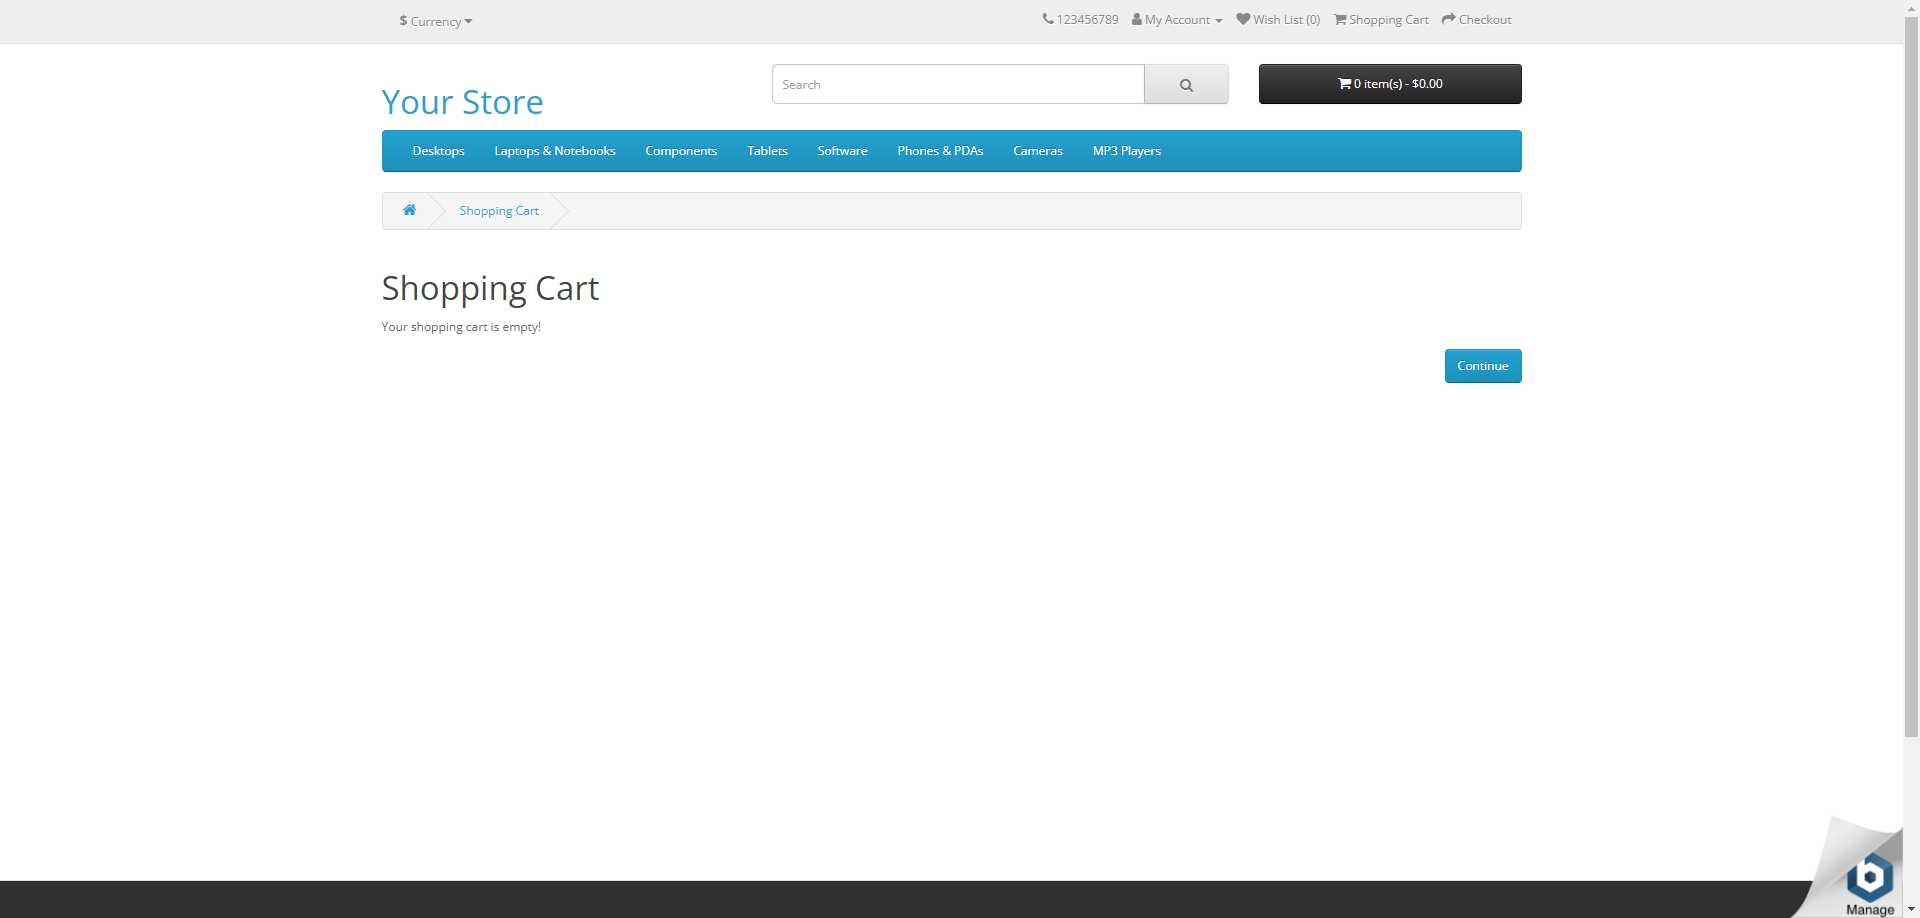 $ Currency
123456789 My Account Wish List (0) Shopping Cart Checkout
Your Store
Search
0 item(s) - $0.00
Desktops Laptops & Notebooks Components Tablets Software Phones & PDAs Cameras MP3 Players
Shopping Cart
Shopping Cart
Your shopping cart is empty!
Continue
Manage